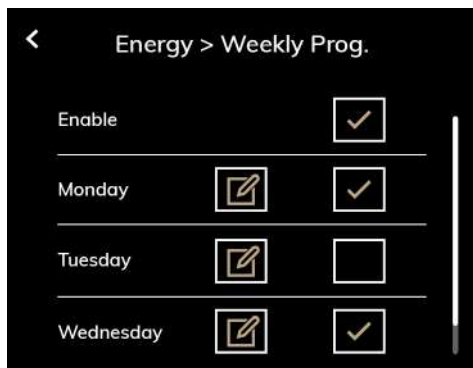 Energy > Weekly Prog.
Enable
Monday
Tuesday
Wednesday